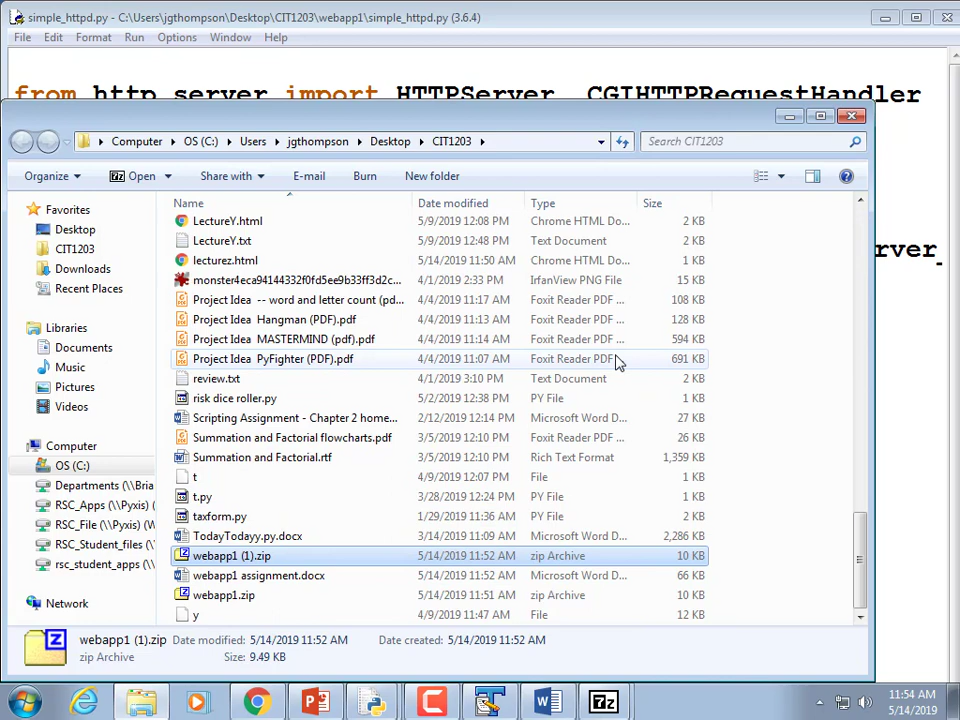 simple_httpd.py - C:\Users\jgthompson\Desktop\CIT1203\webapp1\simple_httpd.py (3.6.4)
File Edit Format Run Options Window Help
from http.server import HTTPServer, CGIHTTPRequestHandler
Computer OS (C:) Users jgthompson Desktop CIT1203 Search CIT1203
Organize Open Share with E-mail Burn New folder
Name Date modified Type Size
LectureY.html 5/9/2019 12:08 PM Chrome HTML Do... 2 KB
LectureY.txt 5/9/2019 12:48 PM Text Document 2 KB
lecturez.html 5/14/2019 11:50 AM Chrome HTML Do... 2 KB
monster4eca94144332f0fd5ee9b33ff3d2c... 4/1/2019 2:33 PM IrfanView PNG File 15 KB
Project Idea -- word and letter count (pd... 4/4/2019 11:17 AM Foxit Reader PDF ... 108 KB
Project Idea Hangman (PDF).pdf 4/4/2019 11:13 AM Foxit Reader PDF ... 128 KB
Project Idea MASTERMIND (pdf).pdf 4/4/2019 11:14 AM Foxit Reader PDF ... 594 KB
Project Idea PyFighter (PDF).pdf 4/4/2019 11:07 AM Foxit Reader PDF 691 KB
review.txt 4/1/2019 3:10 PM Text Document 2 KB
risk dice roller.py 5/2/2019 12:38 PM PY File 1 KB
Scripting Assignment - Chapter 2 home... 2/12/2019 12:14 PM Microsoft Word D... 27 KB
Summation and Factorial flowcharts.pdf 3/5/2019 12:10 PM Foxit Reader PDF ... 26 KB
Summation and Factorial.rtf 3/5/2019 12:10 PM Rich Text Format 1,359 KB
t 4/9/2019 12:07 PM File 1 KB
t.py 3/28/2019 12:24 PM PY File 1 KB
taxform.py 1/29/2019 11:36 AM PY File 1 KB
TodayTodayy.py.docx 3/14/2019 11:09 AM Microsoft Word D... 2,286 KB
webapp1 (1).zip 5/14/2019 11:52 AM zip Archive 10 KB
webapp1 assignment.docx 5/14/2019 11:52 AM Microsoft Word D... 66 KB
webapp1.zip 5/14/2019 11:51 AM zip Archive 10 KB
y 4/9/2019 11:47 AM File 12 KB
Favorites
Desktop
CIT1203
Downloads
Recent Places
Libraries
Documents
Music
Pictures
Videos
Computer
OS (C:)
Departments (\\Bria
RSC_Apps (\\Pyxis) (
RSC_File (\\Pyxis) (W
RSC_Student_files (\\
rsc_student_apps (\\
Network
rver_
webapp1 (1).zip Date modified: 5/14/2019 11:52 AM Date created: 5/14/2019 11:52 AM
zip Archive Size: 9.49 KB
11:54 AM
5/14/2019